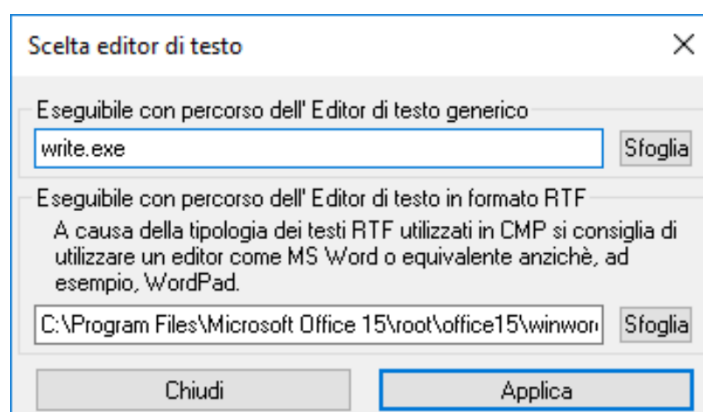 Scelta editor di testo
Eseguibile con percorso dell' Editor di testo generico
write.exe
Sfoglia
Eseguibile con percorso dell' Editor di testo in formato RTF
A causa della tipologia dei testi RTF utilizzati in CMP si consiglia di
utilizzare un editor come MS Word o equivalente anzichè, ad
esempio, WordPad.
C:\Program Files\Microsoft Office 15\root\office15\winwor
Sfoglia
Chiudi
Applica